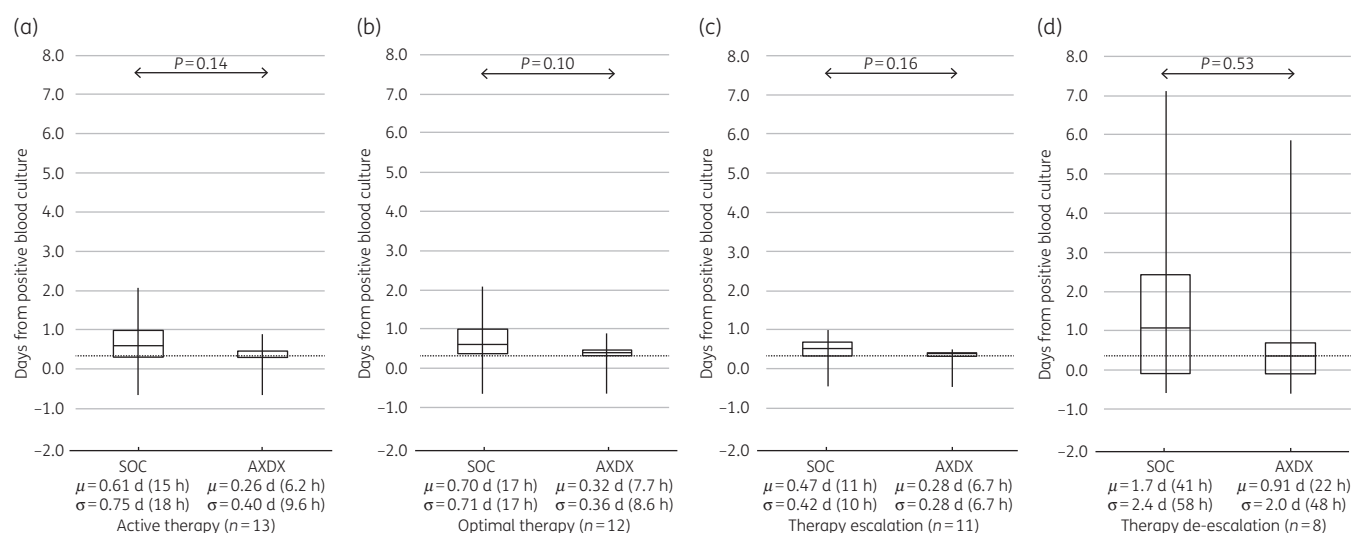 (a)
Days from positive blood culture
8.0
7.0
6.0
5.0
4.0
3.0
2.0
1.0
0.0
−1.0
−2.0
P=0.14
SOC AXDX
μ=0.61 d (15 h) μ=0.26 d (6.2 h)
σ=0.75 d (18 h) σ=0.40 d (9.6 h)
Active therapy (n=13)
(b)
Days from positive blood culture
8.0
7.0
6.0
5.0
4.0
3.0
2.0
1.0
0.0
−1.0
−2.0
P=0.10
SOC AXDX
μ=0.70 d (17 h) μ=0.32 d (7.7 h)
σ=0.71 d (17 h) σ=0.36 d (8.6 h)
Optimal therapy (n=12)
(c)
Days from positive blood culture
8.0
7.0
6.0
5.0
4.0
3.0
2.0
1.0
0.0
−1.0
−2.0
P=0.16
SOC AXDX
μ=0.47 d (11 h) μ=0.28 d (6.7 h)
σ=0.42 d (10 h) σ=0.28 d (6.7 h)
Therapy escalation (n=11)
(d)
Days from positive blood culture
8.0
7.0
6.0
5.0
4.0
3.0
2.0
1.0
0.0
−1.0
−2.0
P=0.53
SOC AXDX
μ=1.7 d (41 h) μ=0.91 d (22 h)
σ=2.4 d (58 h) σ=2.0 d (48 h)
Therapy de-escalation (n=8)